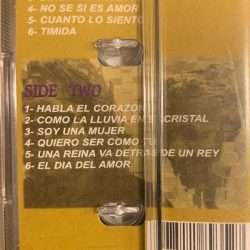 4- NO SE SI ES AMOR
5- CUANTO LO SIENTO
6- TIMIDA
SIDE TWO
1- HABLA EL CORAZON
2- COMO LA LLUVIA EN EL CRISTAL
3- SOY UNA MUJER
4- QUIERO SER COMO TU
5- UNA REINA VA DETRAS DE UN REY
6- EL DIA DEL AMOR